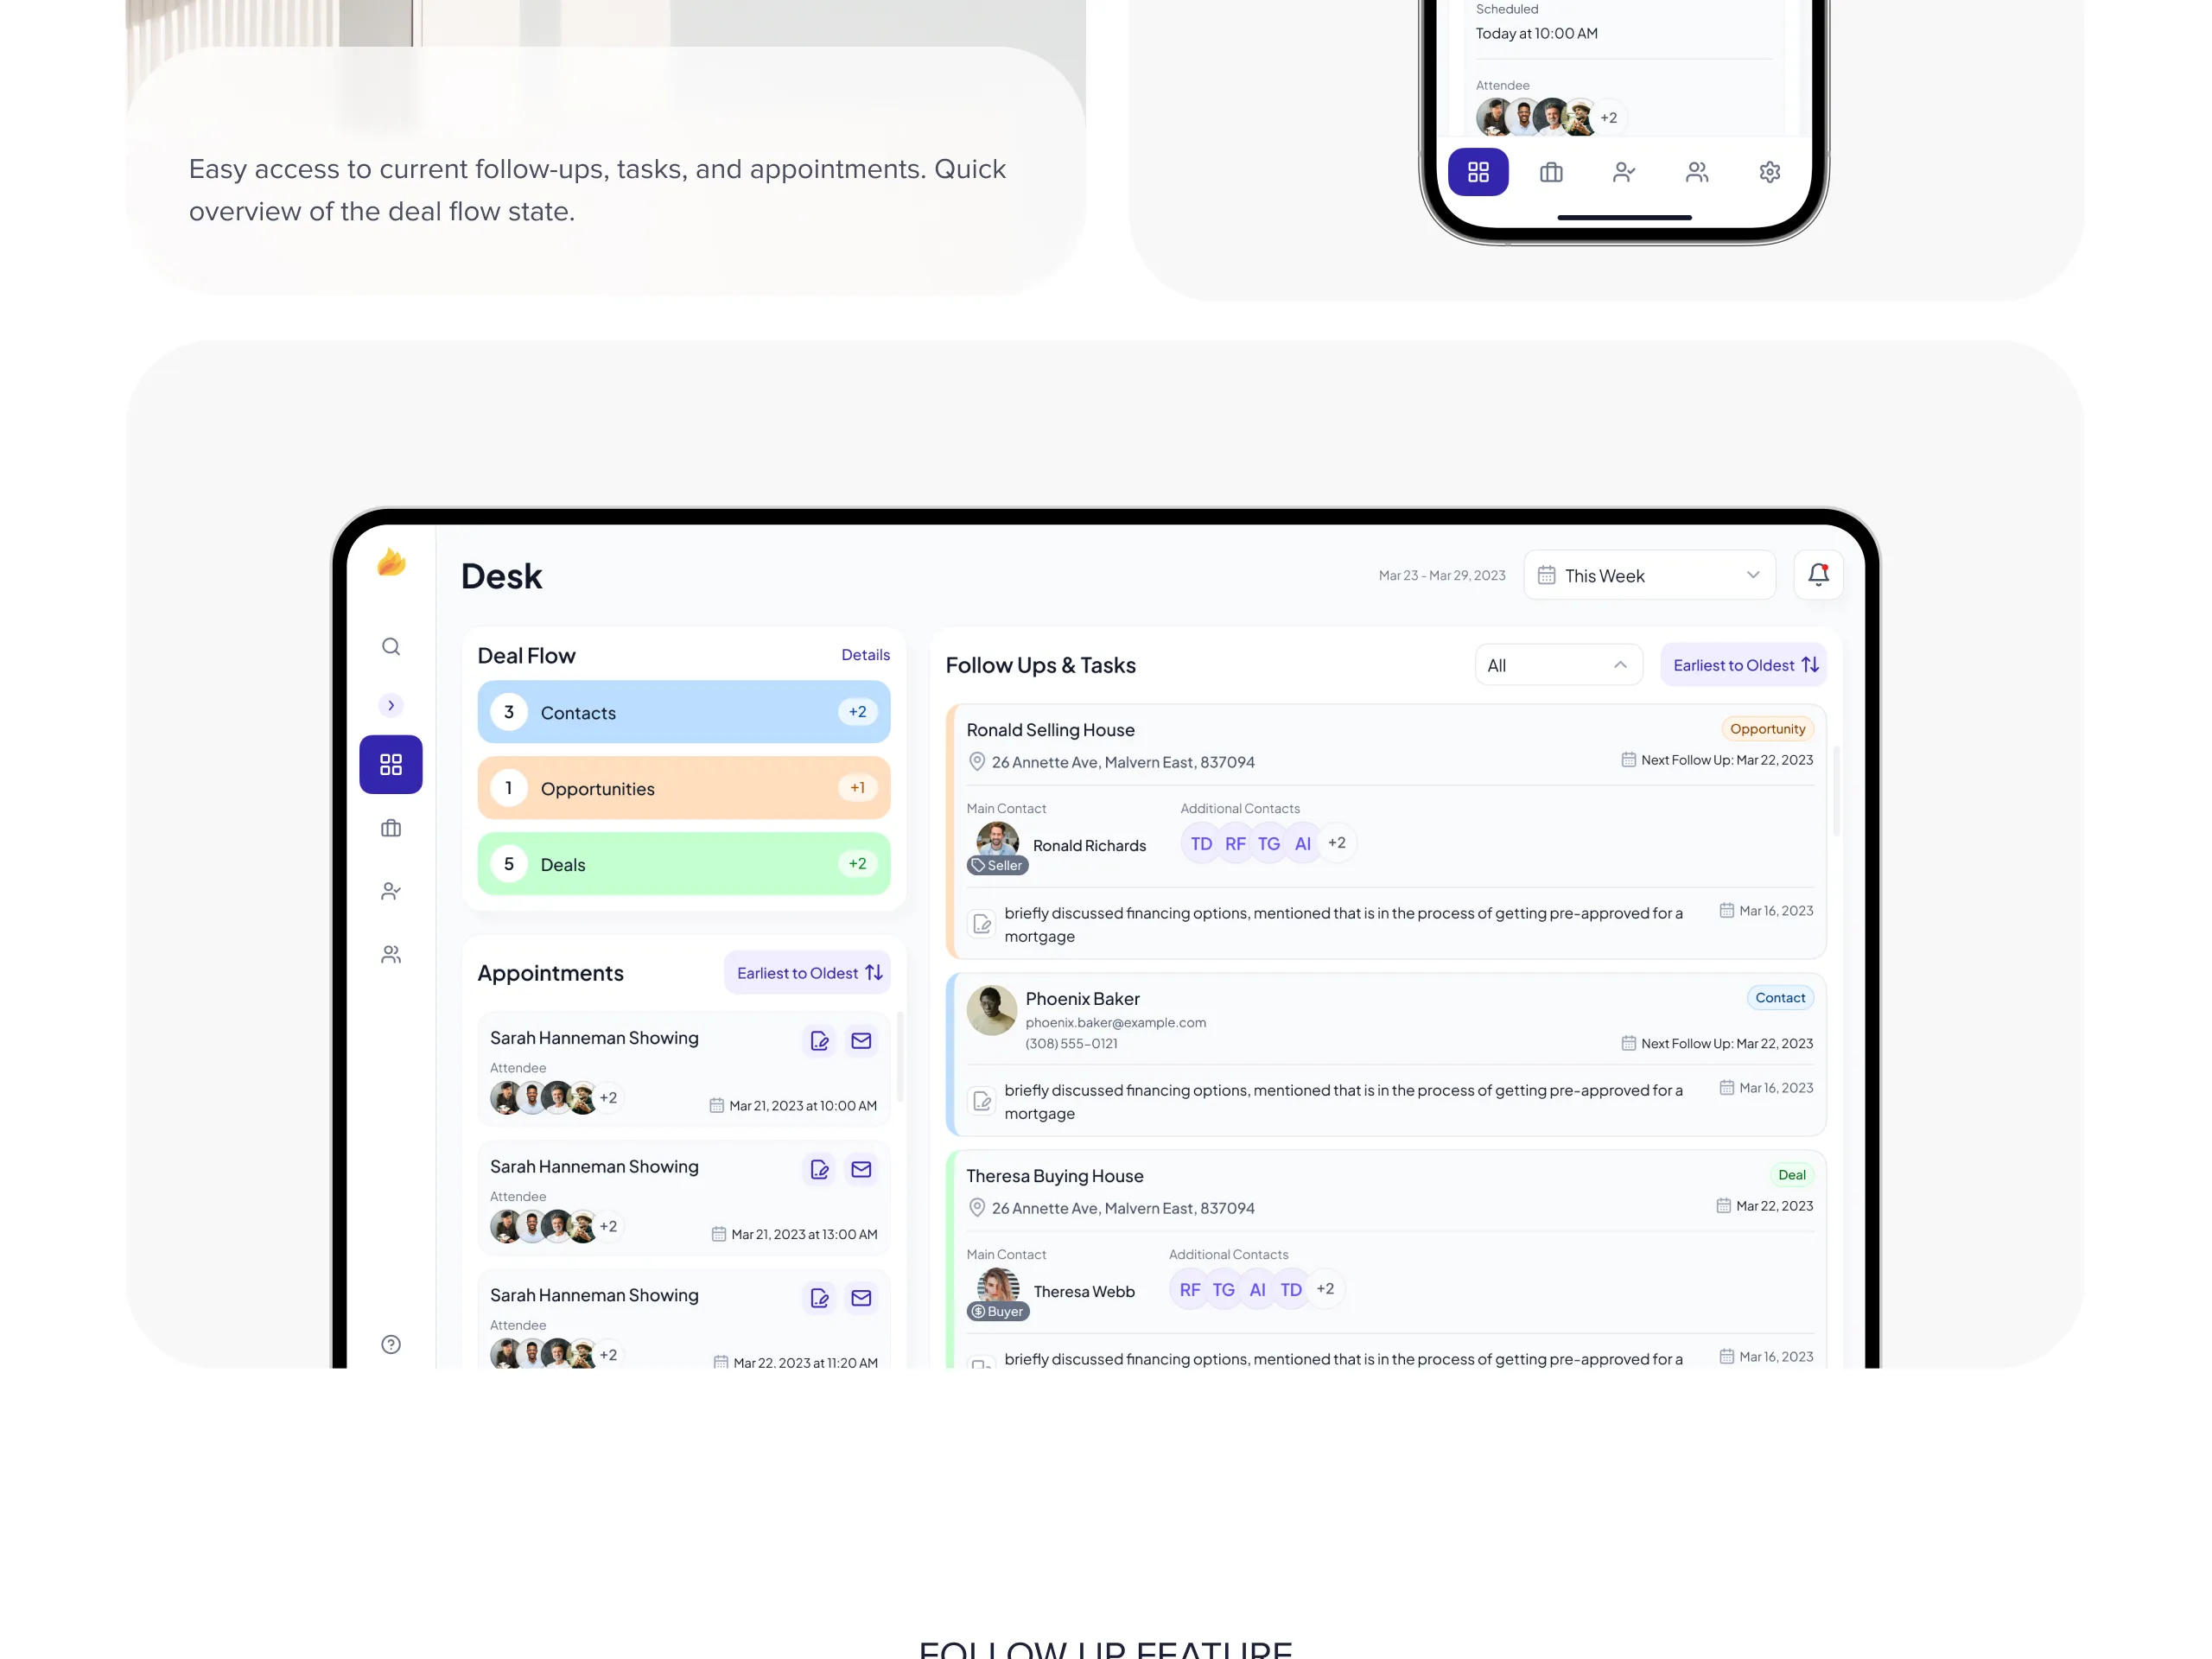 Easy access to current follow-ups, tasks, and appointments. Quick
overview of the deal flow state.
Scheduled
Today at 10:00 AM
Attendee
+2
Desk
Mar 23 - Mar 29, 2023
This Week
Deal Flow
Details
3
Contacts
+2
1
Opportunities
+1
5
Deals
+2
Appointments
Earliest to Oldest
Sarah Hanneman Showing
Attendee
+2
Mar 21, 2023 at 10:00 AM
Sarah Hanneman Showing
Attendee
+2
Mar 21, 2023 at 13:00 AM
Sarah Hanneman Showing
Attendee
+2
Mar 22, 2023 at 11:20 AM
Follow Ups & Tasks
All
Earliest to Oldest
Ronald Selling House
Opportunity
26 Annette Ave, Malvern East, 837094
Next Follow Up: Mar 22, 2023
Main Contact
Additional Contacts
Ronald Richards
Seller
TD RF TG AI +2
briefly discussed financing options, mentioned that is in the process of getting pre-approved for a
mortgage
Mar 16, 2023
Phoenix Baker
Contact
phoenix.baker@example.com
(308) 555-0121
Next Follow Up: Mar 22, 2023
briefly discussed financing options, mentioned that is in the process of getting pre-approved for a
mortgage
Mar 16, 2023
Theresa Buying House
Deal
26 Annette Ave, Malvern East, 837094
Mar 22, 2023
Main Contact
Additional Contacts
Theresa Webb
Buyer
RF TG AI TD +2
briefly discussed financing options, mentioned that is in the process of getting pre-approved for a
Mar 16, 2023
FOLLOW UP FEATURE